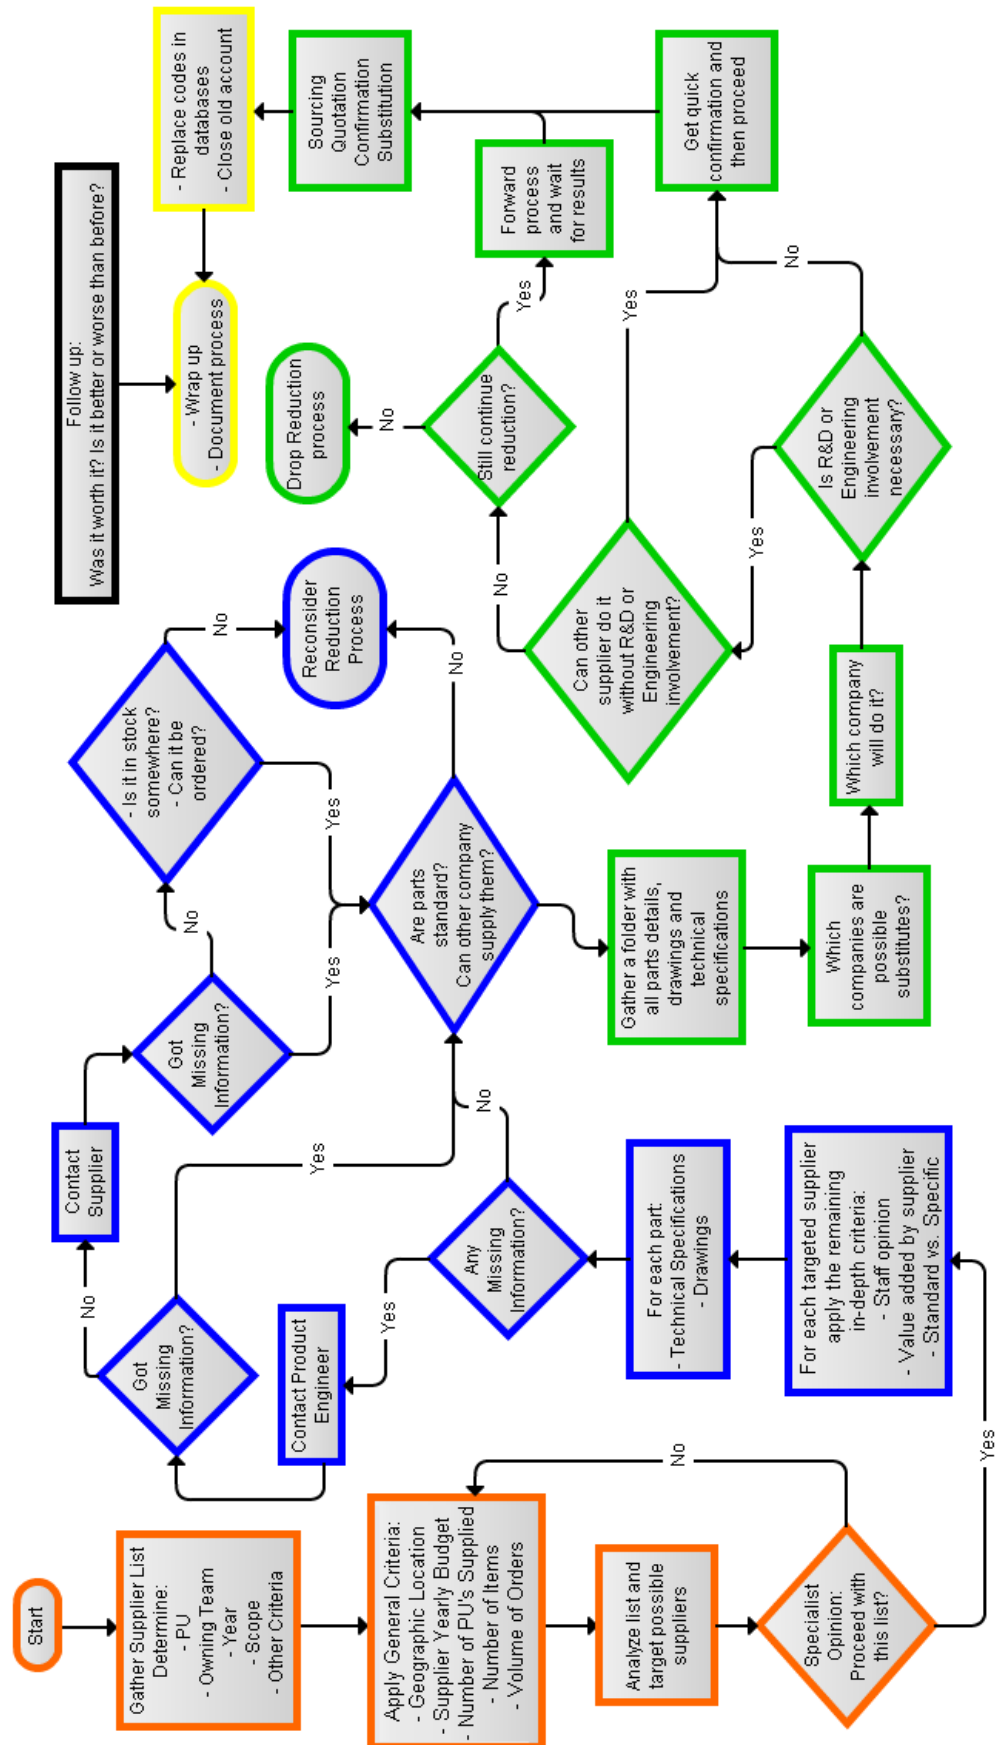 Start
Gather Supplier List
Determine:
- PU
- Owning Team
- Year
- Scope
- Other Criteria
Apply General Criteria:
- Geographic Location
- Supplier Yearly Budget
- Number of PU's Supplied
- Number of Items
- Volume of Orders
Analyze list and
target possible
suppliers
Specialist
Opinion:
Proceed with
this list?
No
Yes
For each targeted supplier
apply the remaining
in-depth criteria:
- Staff opinion
- Value added by supplier
- Standard vs. Specific
For each part:
- Technical Specifications
- Drawings
Any
Missing
Information?
Yes
No
Contact Product
Engineer
Got
Missing
Information?
No
Yes
Contact
Supplier
Got
Missing
Information?
No
Yes
- Is it in stock
somewhere?
- Can it be
ordered?
No
Yes
Are parts
standard?
Can other company
supply them?
No
Reconsider
Reduction
Process
Gather a folder with
all parts details,
drawings and
technical
specifications
Which
companies are
possible
substitutes?
Which company
will do it?
Is R&D or
Engineering
involvement
necessary?
Yes
No
Can other
supplier do it
without R&D or
Engineering
involvement?
No
Yes
Still continue
reduction?
No
Yes
Drop Reduction
process
Forward
process
and wait
for results
Get quick
confirmation and
then proceed
Sourcing
Quotation
Confirmation
Substitution
- Replace codes in
databases
- Close old account
- Wrap up
- Document process
Follow up:
Was it worth it? Is it better or worse than before?